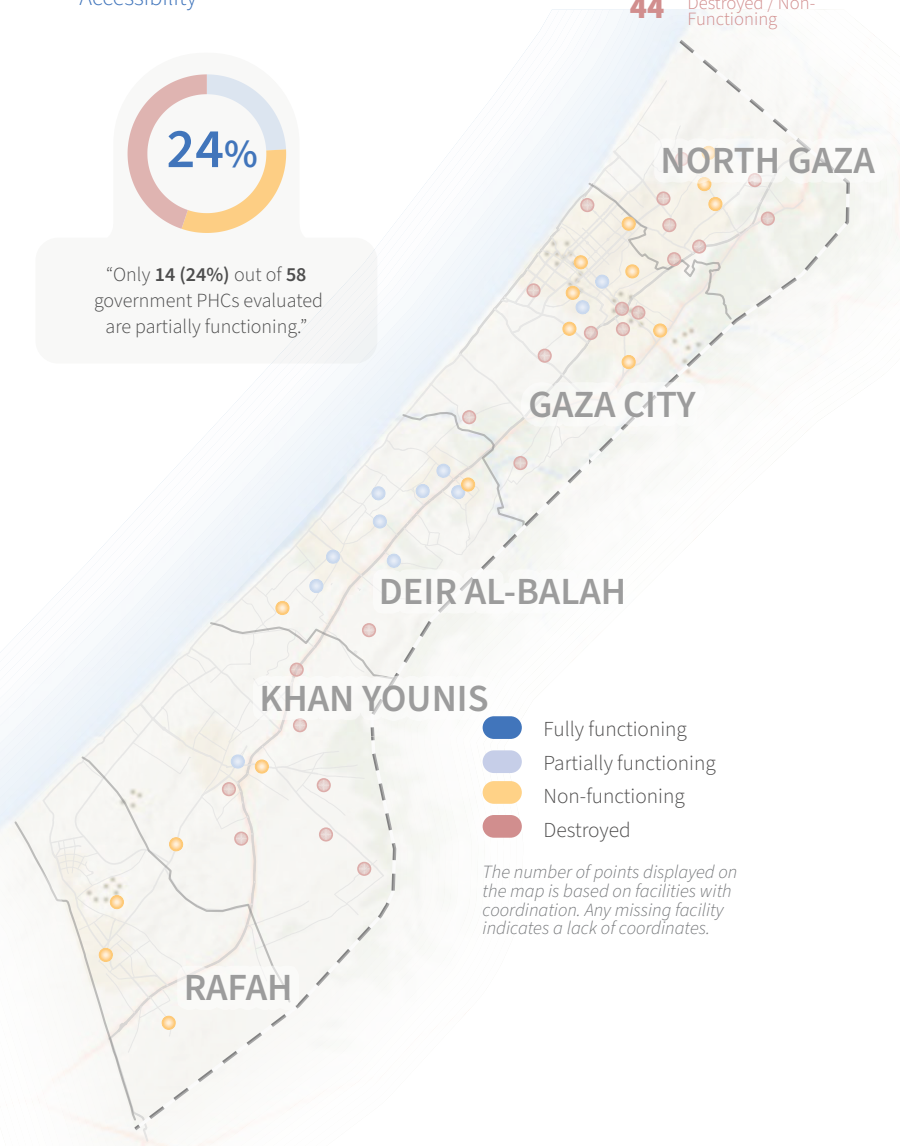 Accessibility
44
Destroyed / Non-
Functioning
24%
“Only 14 (24%) out of 58
government PHCs evaluated
are partially functioning.”
NORTH GAZA
GAZA CITY
DEIR AL-BALAH
KHAN YOUNIS
Fully functioning
Partially functioning
Non-functioning
Destroyed
The number of points displayed on
the map is based on facilities with
coordination. Any missing facility
indicates a lack of coordinates.
RAFAH